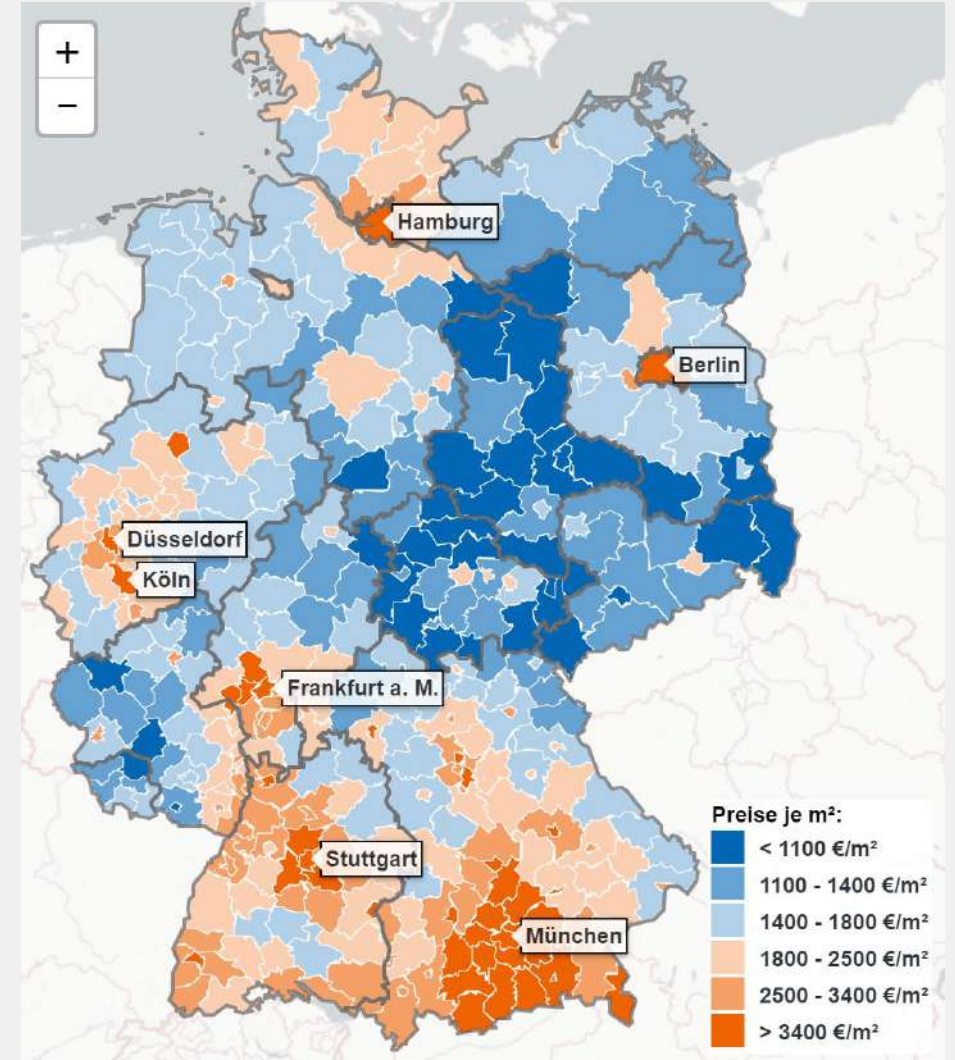 +
−
Hamburg
Berlin
Düsseldorf
Köln
Frankfurt a. M.
Stuttgart
München
Preise je m²:
< 1100 €/m²
1100 - 1400 €/m²
1400 - 1800 €/m²
1800 - 2500 €/m²
2500 - 3400 €/m²
> 3400 €/m²